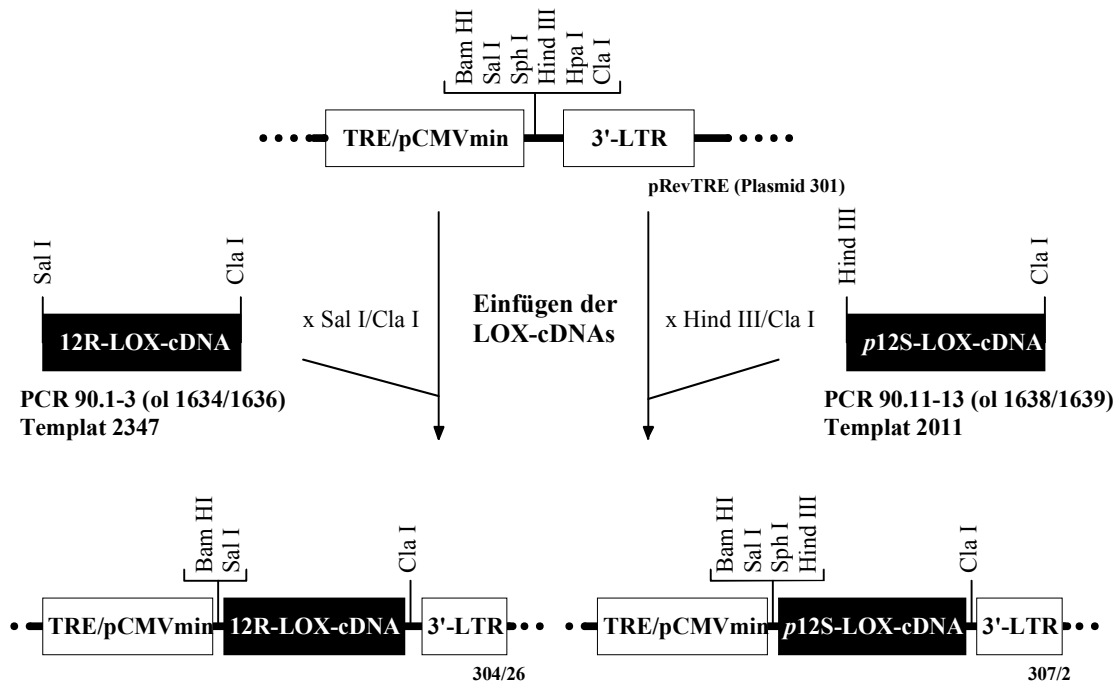 Bam HI
Sal I
Sph I
Hind III
Hpa I
Cla I
TRE/pCMVmin
3'-LTR
pRevTRE (Plasmid 301)
Sal I
Cla I
12R-LOX-cDNA
PCR 90.1-3 (ol 1634/1636)
Templat 2347
x Sal I/Cla I
Einfügen der
LOX-cDNAs
x Hind III/Cla I
Hind III
Cla I
p12S-LOX-cDNA
PCR 90.11-13 (ol 1638/1639)
Templat 2011
Bam HI
Sal I
Cla I
TRE/pCMVmin
12R-LOX-cDNA
3'-LTR
304/26
Bam HI
Sal I
Sph I
Hind III
Cla I
TRE/pCMVmin
p12S-LOX-cDNA
3'-LTR
307/2